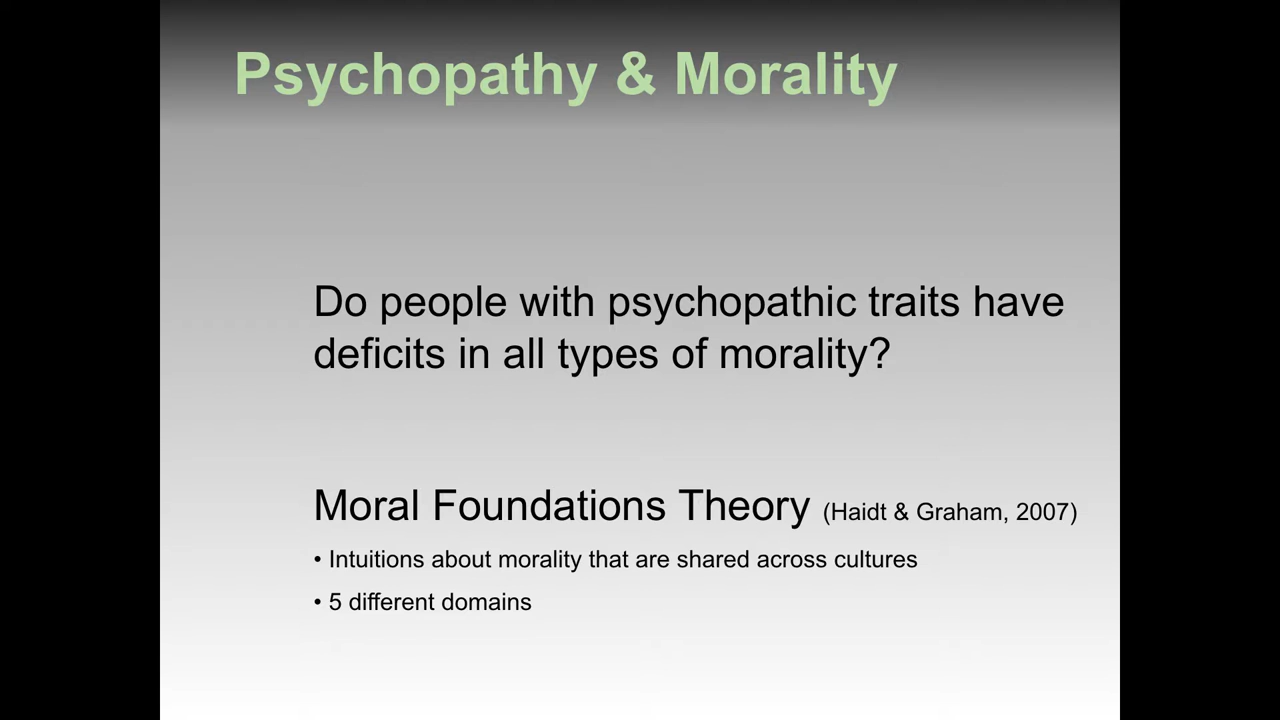 Psychopathy & Morality
Do people with psychopathic traits have
deficits in all types of morality?
Moral Foundations Theory (Haidt & Graham, 2007)
• Intuitions about morality that are shared across cultures
• 5 different domains